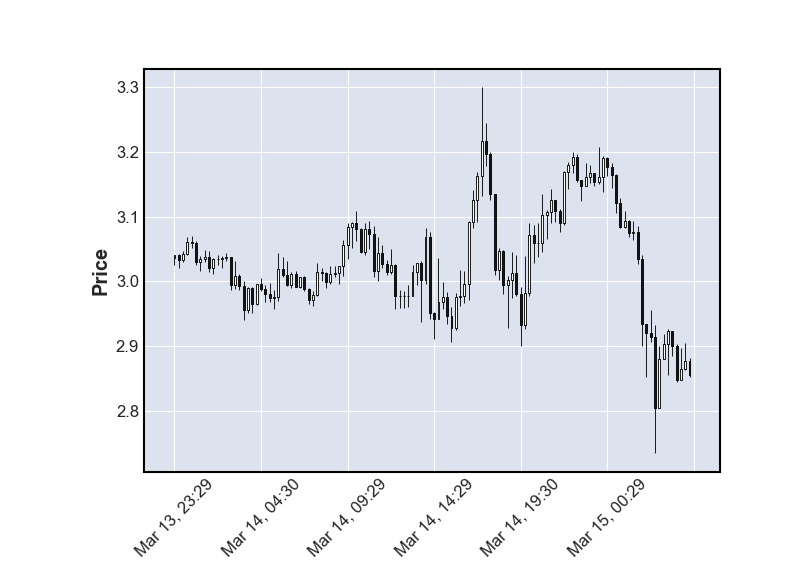 3.3
3.2
3.1
3.0
2.9
2.8
Price
Mar 13, 23:29
Mar 14, 04:30
Mar 14, 09:29
Mar 14, 14:29
Mar 14, 19:30
Mar 15, 00:29